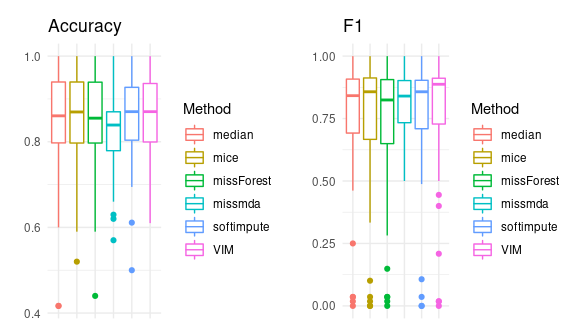 Accuracy
1.0
0.8
0.6
0.4
Method
median
mice
missForest
missmda
softimpute
VIM
F1
1.00
0.75
0.50
0.25
0.00
Method
median
mice
missForest
missmda
softimpute
VIM